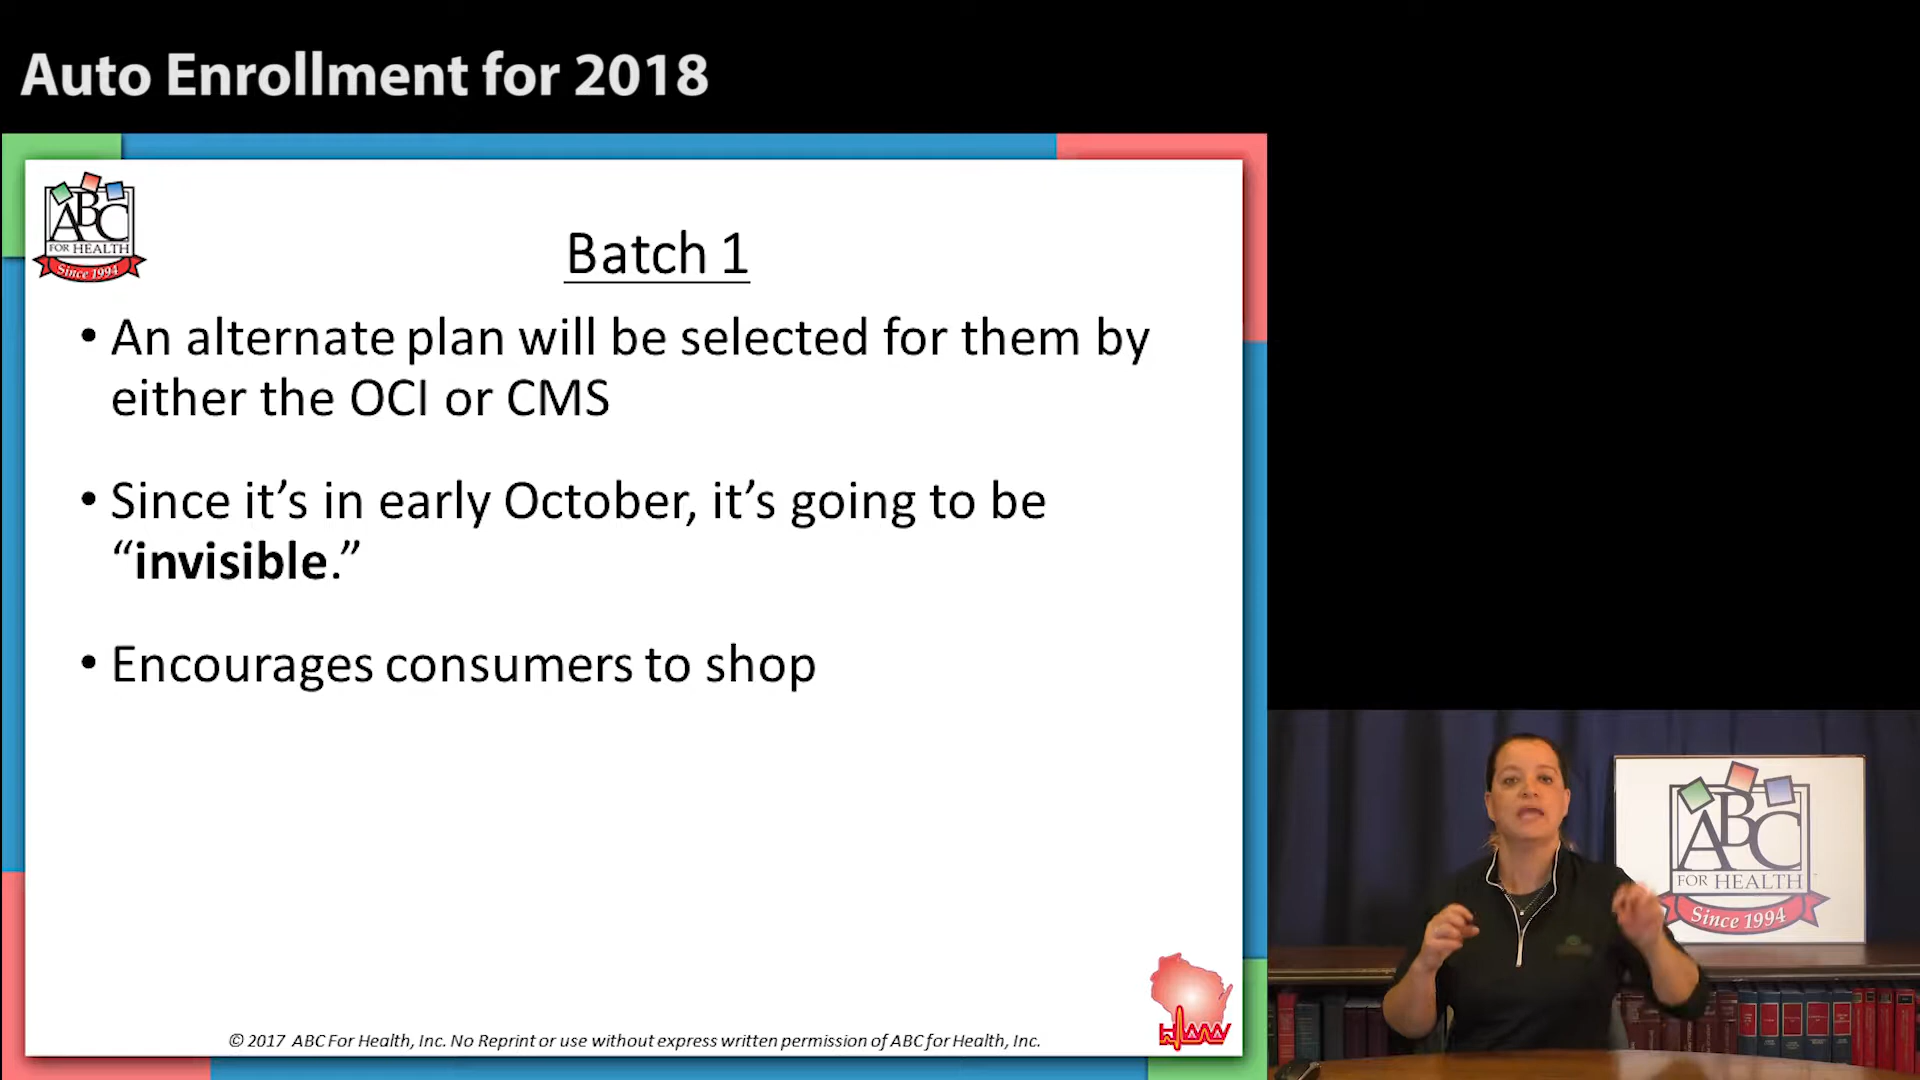 Auto Enrollment for 2018
ABC
FOR HEALTH
Since 1994
Batch 1
• An alternate plan will be selected for them by
either the OCI or CMS
• Since it’s in early October, it’s going to be
“invisible.”
• Encourages consumers to shop
© 2017 ABC For Health, Inc. No Reprint or use without express written permission of ABC for Health, Inc.
ABC
FOR HEALTH
Since 1994